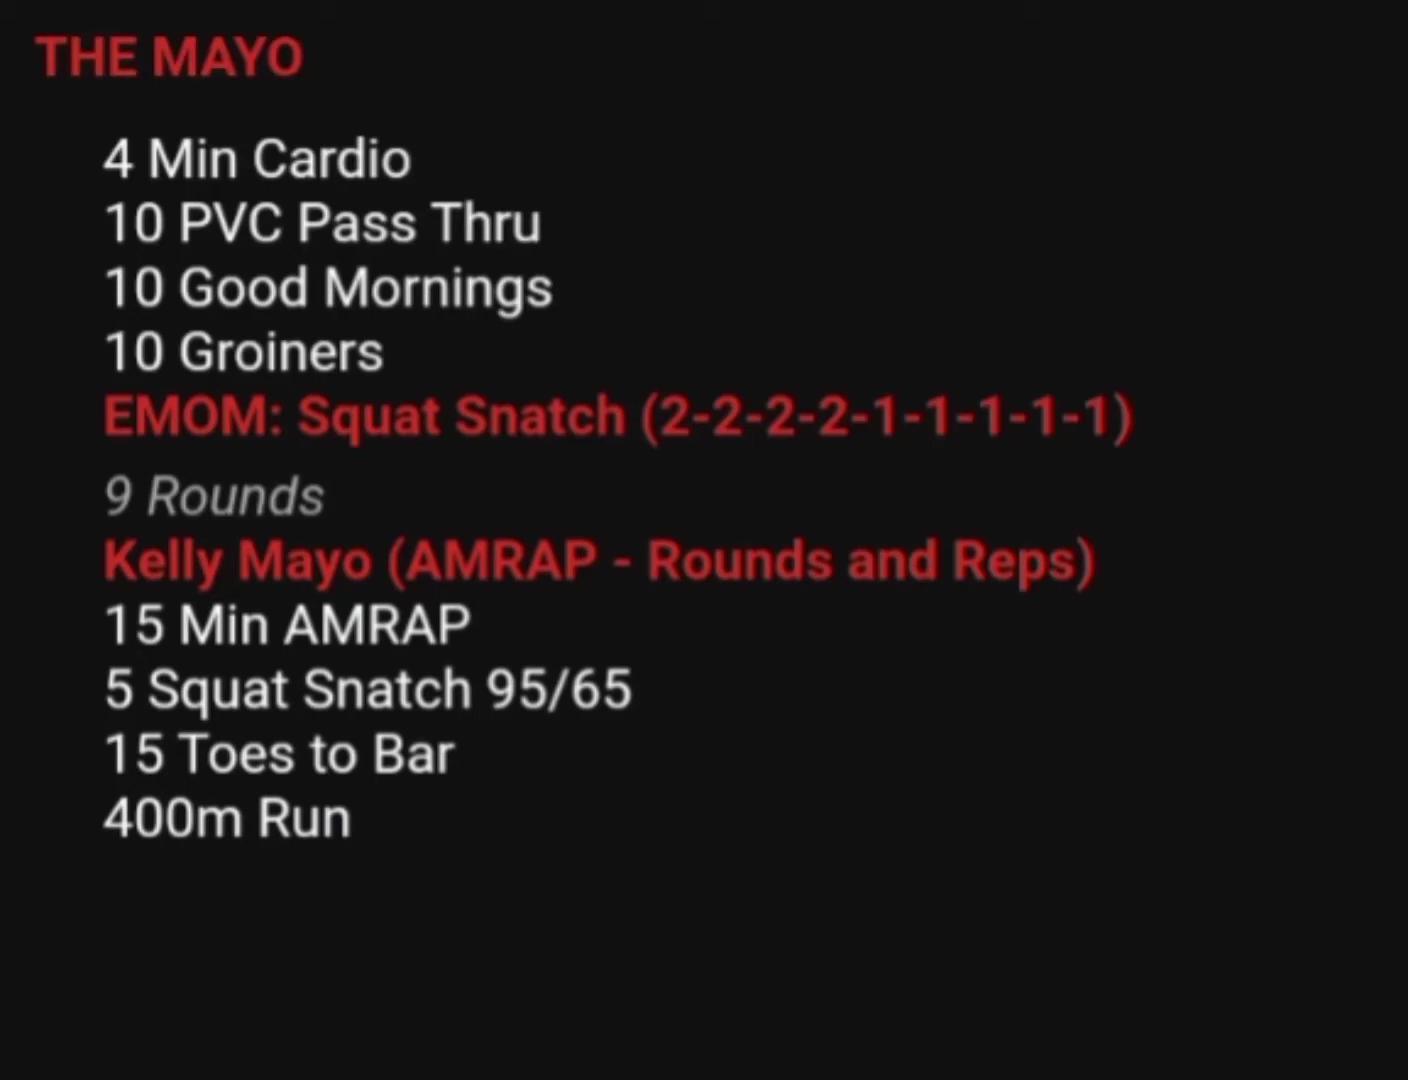 THE MAYO
4 Min Cardio
10 PVC Pass Thru
10 Good Mornings
10 Groiners
EMOM: Squat Snatch (2-2-2-2-1-1-1-1-1)
9 Rounds
Kelly Mayo (AMRAP - Rounds and Reps)
15 Min AMRAP
5 Squat Snatch 95/65
15 Toes to Bar
400m Run